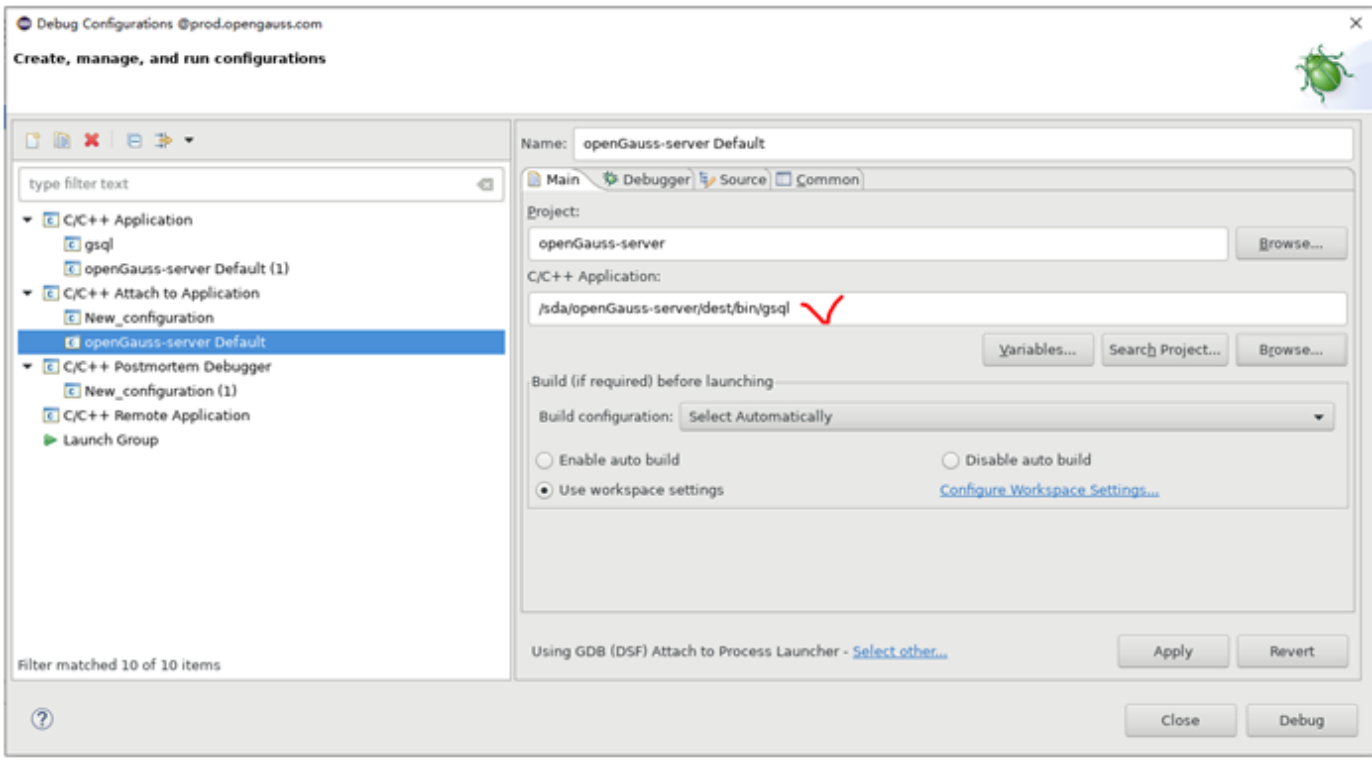 Debug Configurations @prod.opengauss.com
Create, manage, and run configurations
type filter text
C/C++ Application
gsql
openGauss-server Default (1)
C/C++ Attach to Application
New_configuration
openGauss-server Default
C/C++ Postmortem Debugger
New_configuration (1)
C/C++ Remote Application
Launch Group
Filter matched 10 of 10 items
Name: openGauss-server Default
Main Debugger Source Common
Project:
openGauss-server Browse...
C/C++ Application:
/sda/openGauss-server/dest/bin/gsql
Variables... Search Project... Browse...
Build (if required) before launching
Build configuration: Select Automatically
Enable auto build Disable auto build
Use workspace settings Configure Workspace Settings...
Using GDB (DSF) Attach to Process Launcher - Select other... Apply Revert
Close Debug